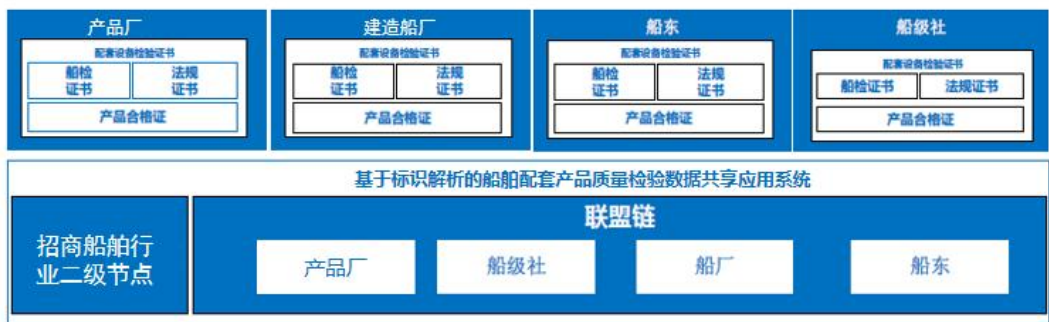 产品厂
配套设备检验证书
船检
证书
法规
证书
产品合格证
建造船厂
配套设备检验证书
船检
证书
法规
证书
产品合格证
船东
配套设备检验证书
船检
证书
法规
证书
产品合格证
船级社
配套设备检验证书
船检证书
法规证书
产品合格证
基于标识解析的船舶配套产品质量检验数据共享应用系统
招商船舶行
业二级节点
联盟链
产品厂
船级社
船厂
船东